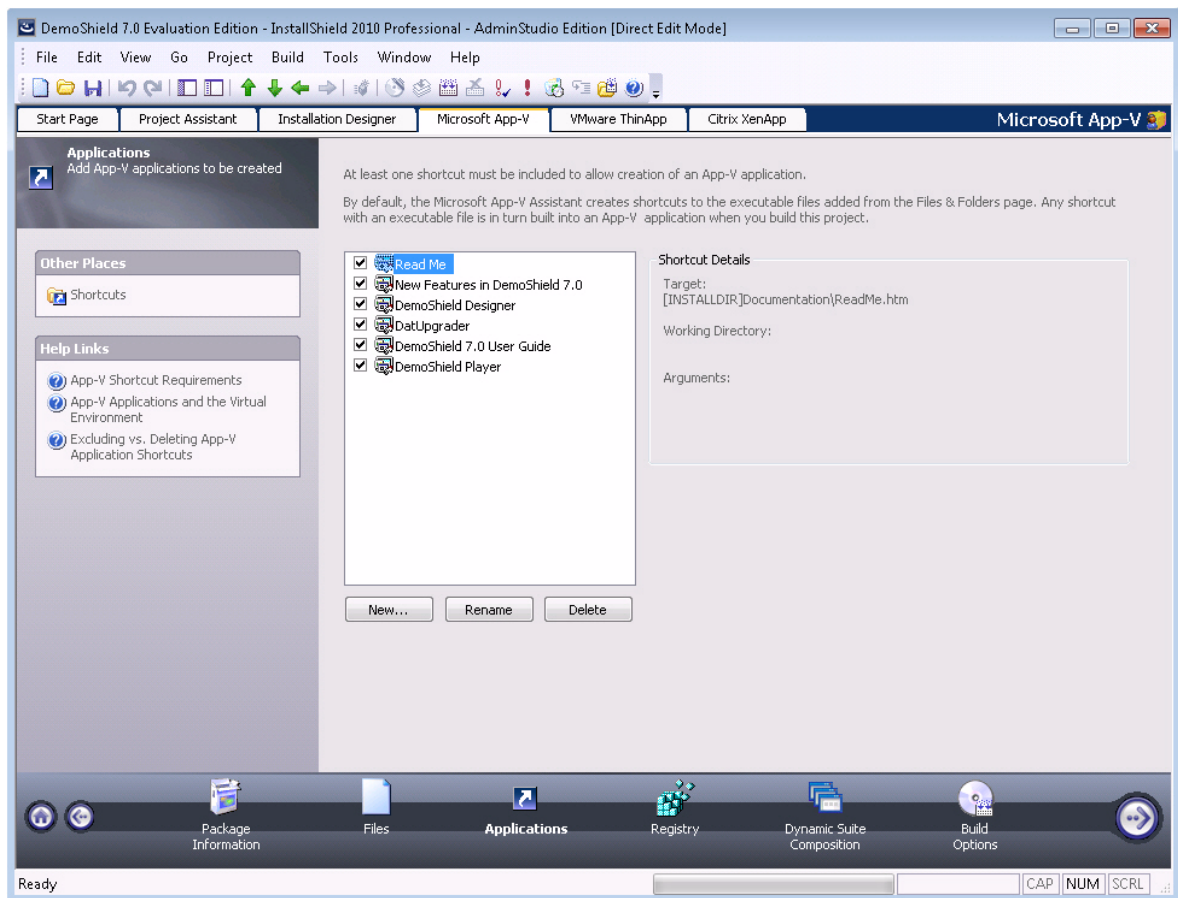 DemoShield 7.0 Evaluation Edition - InstallShield 2010 Professional - AdminStudio Edition [Direct Edit Mode]
File Edit View Go Project Build Tools Window Help
Start Page Project Assistant Installation Designer Microsoft App-V VMware ThinApp Citrix XenApp Microsoft App-V
Applications
Add App-V applications to be created
At least one shortcut must be included to allow creation of an App-V application.
By default, the Microsoft App-V Assistant creates shortcuts to the executable files added from the Files & Folders page. Any shortcut
with an executable file is in turn built into an App-V application when you build this project.
Other Places
Shortcuts
Help Links
App-V Shortcut Requirements
App-V Applications and the Virtual
Environment
Excluding vs. Deleting App-V
Application Shortcuts
Read Me
New Features in DemoShield 7.0
DemoShield Designer
DatUpgrader
DemoShield 7.0 User Guide
DemoShield Player
Shortcut Details
Target:
[INSTALLDIR]Documentation\ReadMe.htm
Working Directory:
Arguments:
New... Rename Delete
Package
Information
Files
Applications
Registry
Dynamic Suite
Composition
Build
Options
Ready
CAP NUM SCRL